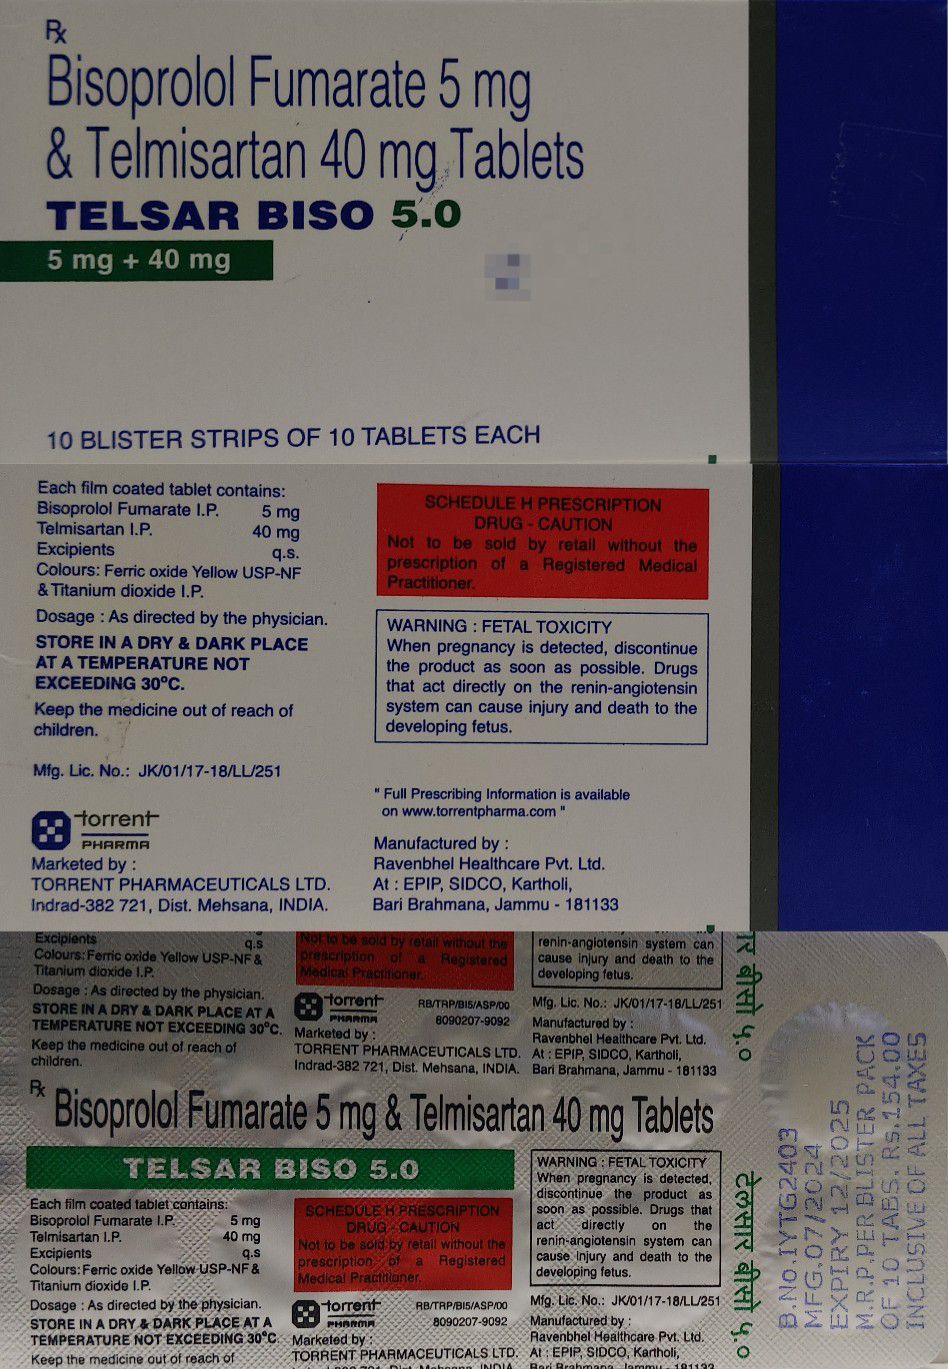 Rx
Bisoprolol Fumarate 5 mg
& Telmisartan 40 mg Tablets
TELSAR BISO 5.0
5 mg + 40 mg
10 BLISTER STRIPS OF 10 TABLETS EACH
Each film coated tablet contains:
Bisoprolol Fumarate I.P. 5 mg
Telmisartan I.P. 40 mg
Excipients q.s.
Colours: Ferric oxide Yellow USP-NF
& Titanium dioxide I.P.
Dosage : As directed by the physician.
STORE IN A DRY & DARK PLACE
AT A TEMPERATURE NOT
EXCEEDING 30°C.
Keep the medicine out of reach of
children.
Mfg. Lic. No.: JK/01/17-18/LL/251
torrent
PHARMA
Marketed by :
TORRENT PHARMACEUTICALS LTD.
Indrad-382 721, Dist. Mehsana, INDIA.
SCHEDULE H PRESCRIPTION
DRUG - CAUTION
Not to be sold by retail without the
prescription of a Registered Medical
Practitioner.
WARNING : FETAL TOXICITY
When pregnancy is detected, discontinue
the product as soon as possible. Drugs
that act directly on the renin-angiotensin
system can cause injury and death to the
developing fetus.
" Full Prescribing Information is available
on www.torrentpharma.com "
Manufactured by :
Ravenbhel Healthcare Pvt. Ltd.
At : EPIP, SIDCO, Kartholi,
Bari Brahmana, Jammu - 181133
Excipients q.s
Colours: Ferric oxide Yellow USP-NF &
Titanium dioxide I.P.
Dosage : As directed by the physician.
STORE IN A DRY & DARK PLACE AT A
TEMPERATURE NOT EXCEEDING 30°C.
Keep the medicine out of reach of
children.
Not to be sold by retail without the
prescription of a Registered
Medical Practitioner.
torrent
PHARMA
RB/TRP/BI5/ASP/00
8090207-9092
Marketed by :
TORRENT PHARMACEUTICALS LTD.
Indrad-382 721, Dist. Mehsana, INDIA.
renin-angiotensin system can
cause injury and death to the
developing fetus.
Mfg. Lic. No.: JK/01/17-18/LL/251
Manufactured by :
Ravenbhel Healthcare Pvt. Ltd.
At : EPIP, SIDCO, Kartholi,
Bari Brahmana, Jammu - 181133
बीसो ५.०
Rx
Bisoprolol Fumarate 5 mg & Telmisartan 40 mg Tablets
TELSAR BISO 5.0
Each film coated tablet contains:
Bisoprolol Fumarate I.P. 5 mg
Telmisartan I.P. 40 mg
Excipients q.s
Colours: Ferric oxide Yellow USP-NF &
Titanium dioxide I.P.
Dosage : As directed by the physician.
STORE IN A DRY & DARK PLACE AT A
TEMPERATURE NOT EXCEEDING 30°C
Keep the medicine out of reach of
SCHEDULE H PRESCRIPTION
DRUG - CAUTION
Not to be sold by retail without the
prescription of a Registered
Medical Practitioner.
torrent
PHARMA
RB/TRP/BI5/ASP/00
8090207-9092
Marketed by :
TORRENT PHARMACEUTICALS LTD.
WARNING : FETAL TOXICITY
When pregnancy is detected,
discontinue the product as
soon as possible. Drugs that
act directly on the
renin-angiotensin system can
cause injury and death to the
developing fetus.
Mfg. Lic. No.: JK/01/17-18/LL/251
Manufactured by :
Ravenbhel Healthcare Pvt. Ltd.
At : EPIP, SIDCO, Kartholi,
टेलसार बीसो ५.०
B.No.IYTG2403
MFG.07/2024
EXPIRY 12/2025
M.R.P.PER BLISTER PACK
OF 10 TABS. Rs.154.00
INCLUSIVE OF ALL TAXES